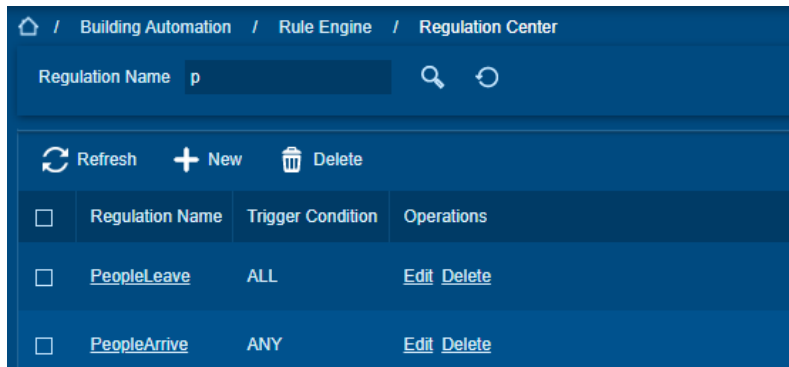 / Building Automation / Rule Engine / Regulation Center
Regulation Name p
Refresh New Delete
Regulation Name Trigger Condition Operations
PeopleLeave ALL Edit Delete
PeopleArrive ANY Edit Delete